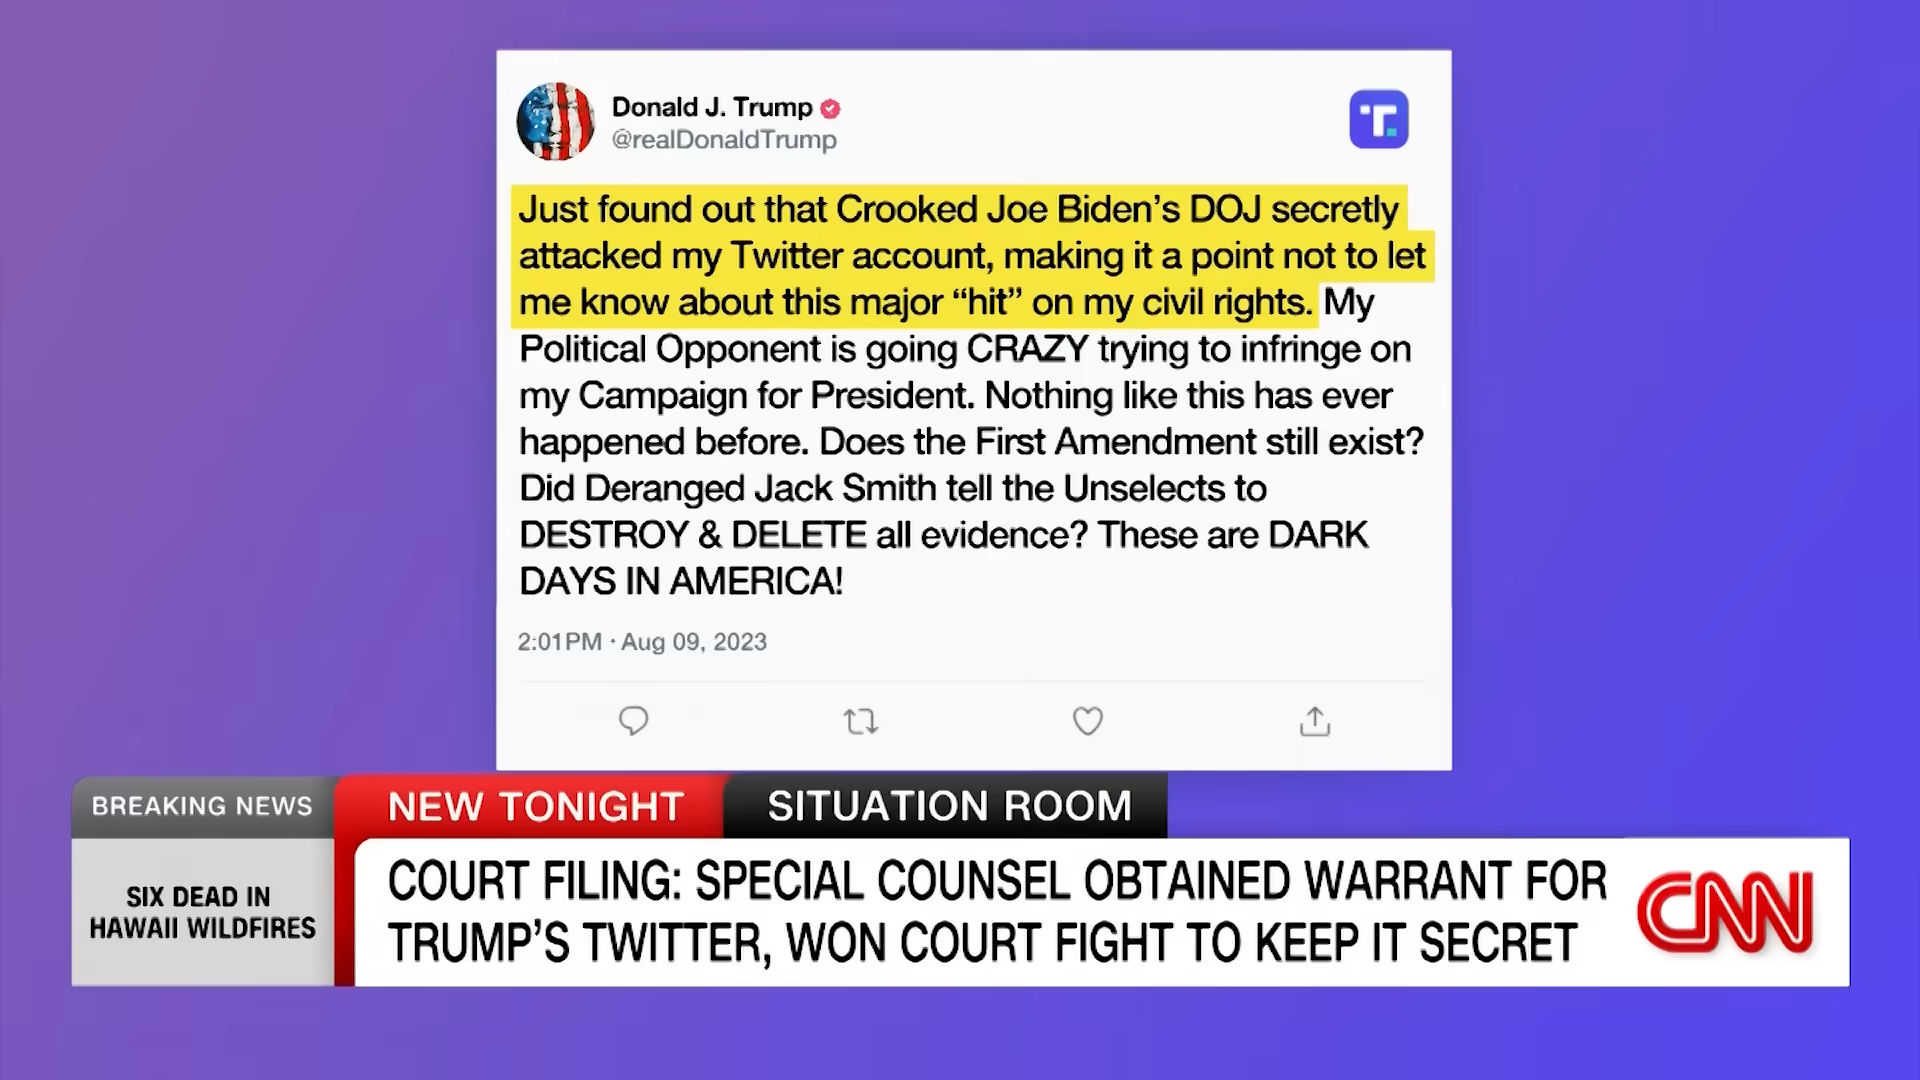 Donald J. Trump
@realDonaldTrump
Just found out that Crooked Joe Biden’s DOJ secretly
attacked my Twitter account, making it a point not to let
me know about this major “hit” on my civil rights. My
Political Opponent is going CRAZY trying to infringe on
my Campaign for President. Nothing like this has ever
happened before. Does the First Amendment still exist?
Did Deranged Jack Smith tell the Unselects to
DESTROY & DELETE all evidence? These are DARK
DAYS IN AMERICA!
2:01PM · Aug 09, 2023
BREAKING NEWS
NEW TONIGHT
SITUATION ROOM
SIX DEAD IN
HAWAII WILDFIRES
COURT FILING: SPECIAL COUNSEL OBTAINED WARRANT FOR
TRUMP’S TWITTER, WON COURT FIGHT TO KEEP IT SECRET
CNN